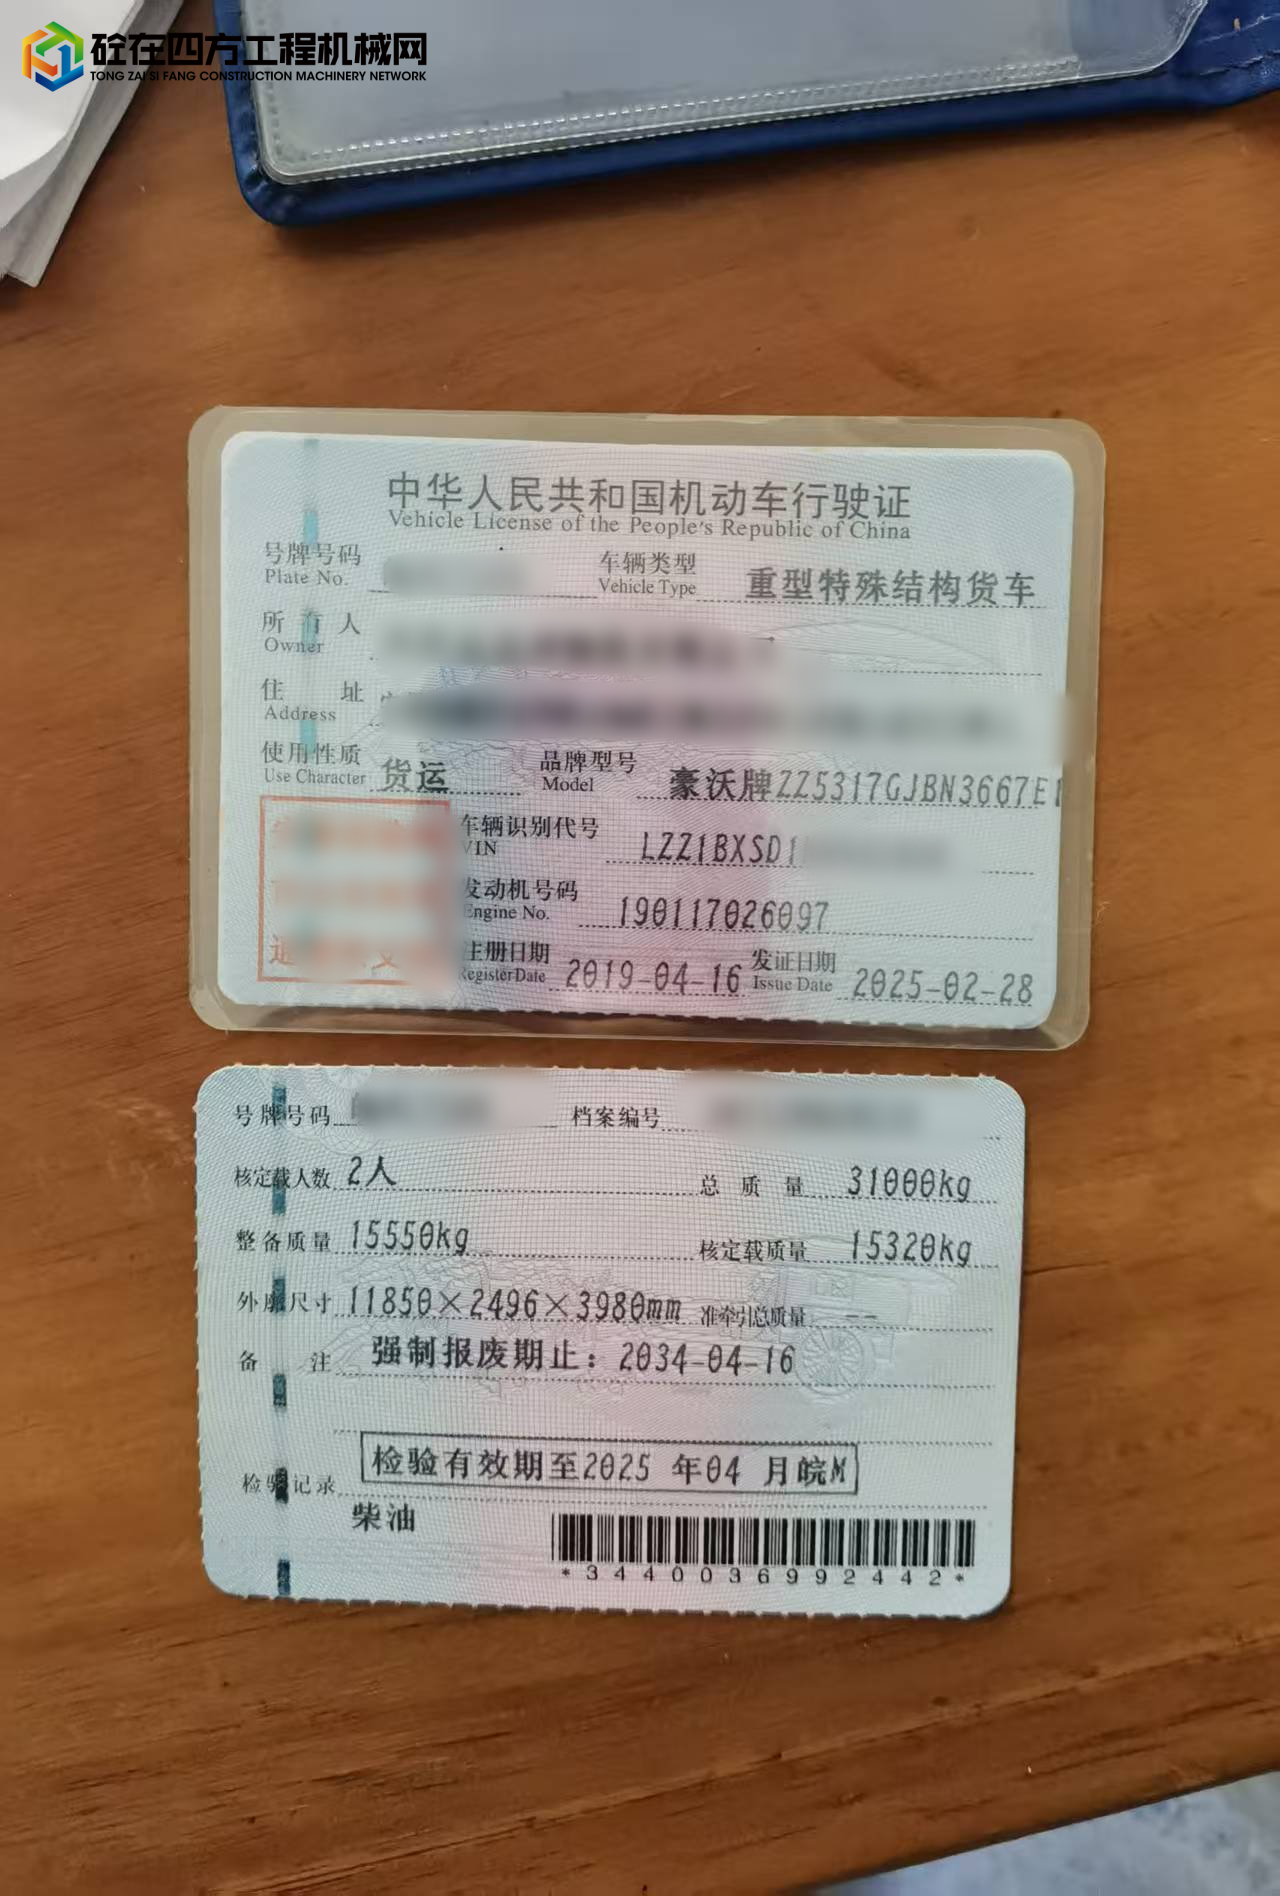 砼在四方工程机械网
TONG ZAI SI FANG CONSTRUCTION MACHINERY NETWORK
中华人民共和国机动车行驶证
Vehicle License of the People's Republic of China
号牌号码 车辆类型 重型特殊结构货车
Plate No. Vehicle Type
所有人
Owner
住址
Address
使用性质 货运 品牌型号 豪沃牌ZZ5317GJBN3667E1
Use Character Model
车辆识别代号 LZZ1BXSD1
VIN
发动机号码 190117026097
Engine No.
注册日期 2019-04-16 发证日期 2025-02-28
Register Date Issue Date
号牌号码 档案编号
核定载人数 2人 总质量 31000kg
整备质量 15550kg 核定载质量 15320kg
外廓尺寸 11850×2496×3980mm 准牵引总质量 --
备注 强制报废期止：2034-04-16
检验记录 检验有效期至2025 年04 月皖M
柴油
*3440036992442*